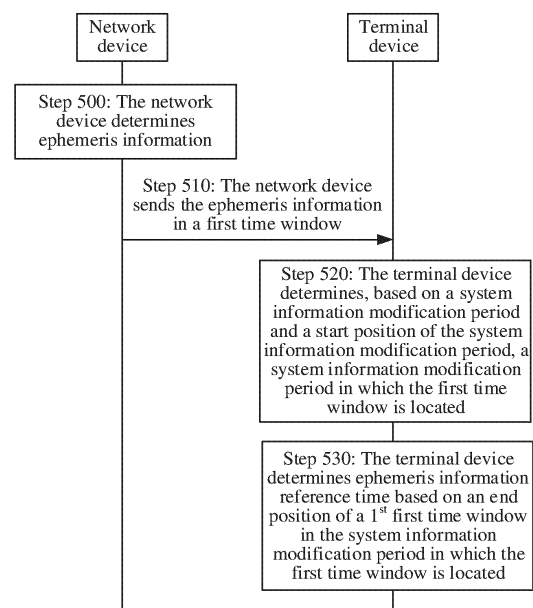 Network
device
Terminal
device
Step 500: The network
device determines
ephemeris information
Step 510: The network device
sends the ephemeris information
in a first time window
Step 520: The terminal device
determines, based on a system
information modification period
and a start position of the system
information modification period, a
system information modification
period in which the first time
window is located
Step 530: The terminal device
determines ephemeris information
reference time based on an end
position of a 1st first time window
in the system information
modification period in which the
first time window is located